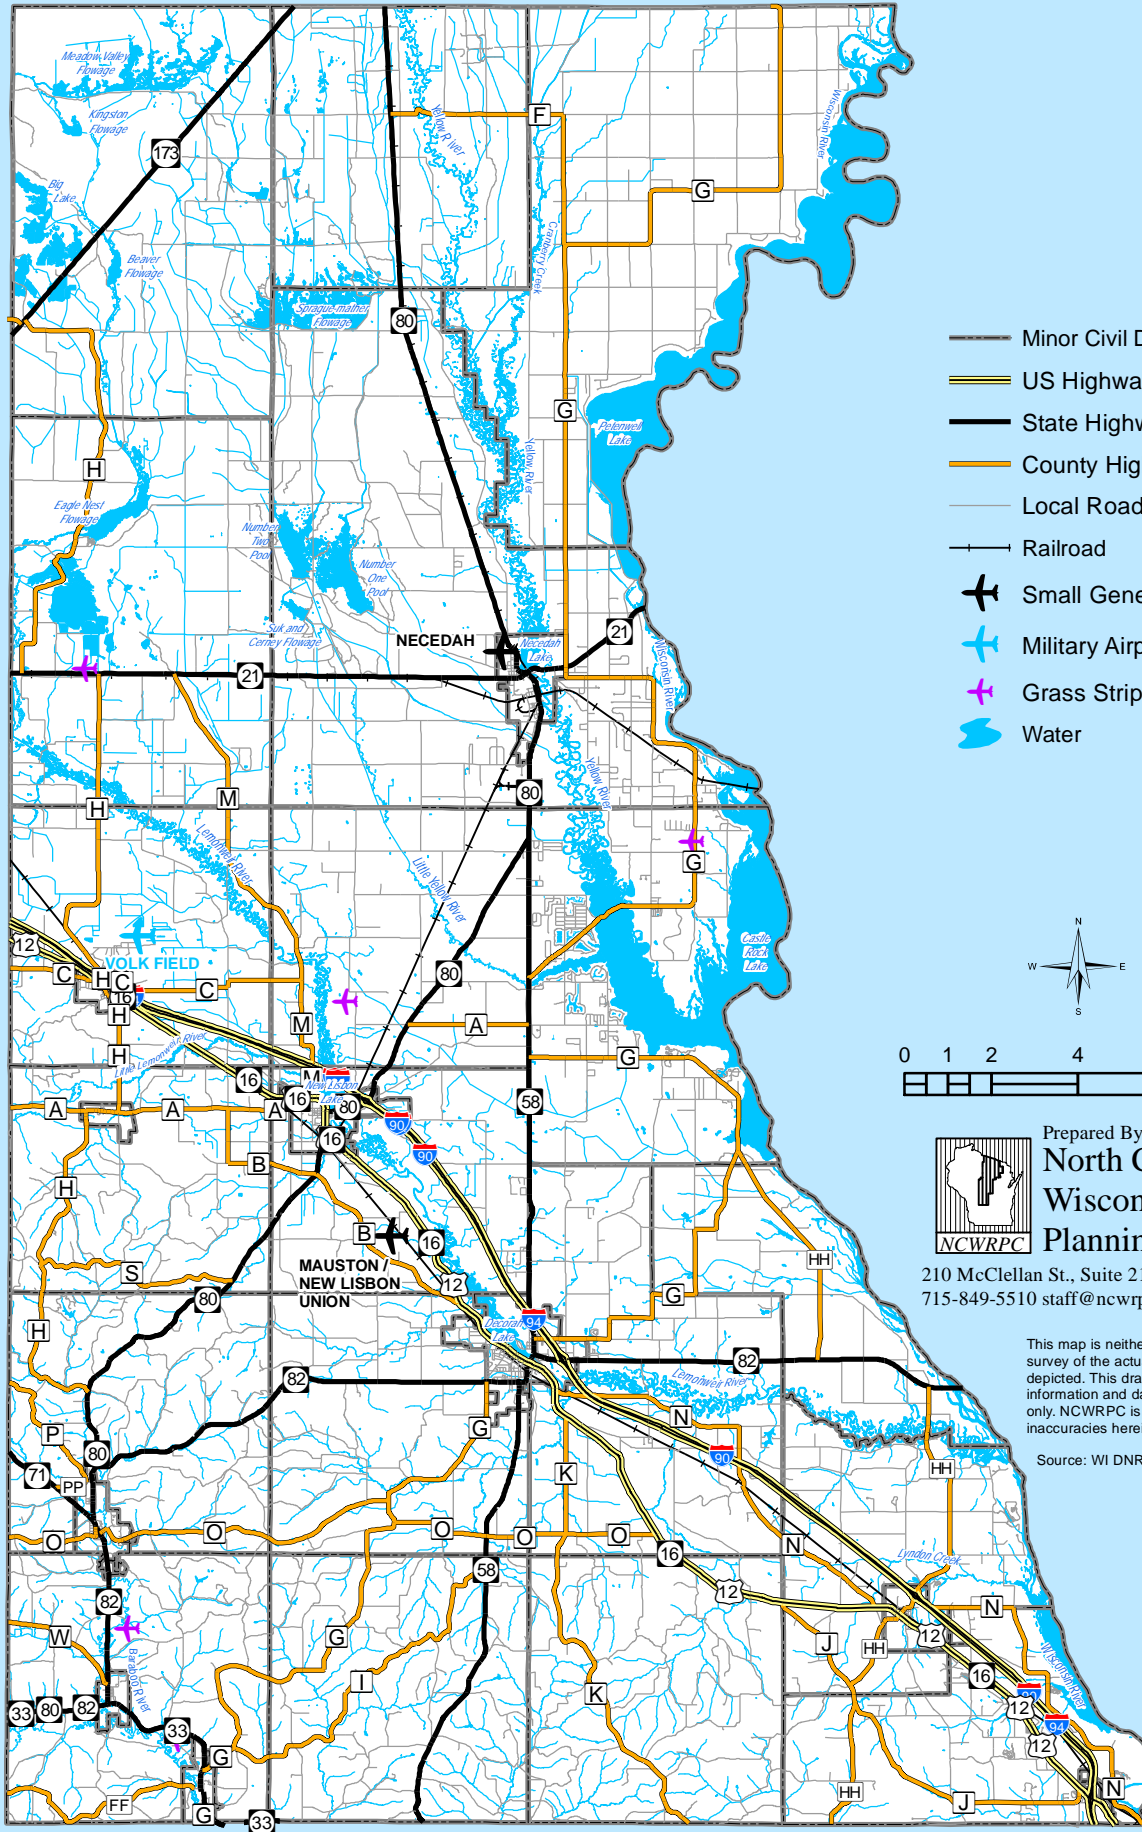 Meadow Valley
Flowage
Kingston
Flowage
173
Big
Lake
Beaver
Flowage
Sprague-mather
Flowage
80
Yellow River
F
G
Wisconsin River
Cranberry Creek
G
Petenwell
Lake
Yellow River
H
Eagle Nest
Flowage
Number
Two
Pool
Number
One
Pool
Suk and
Cerney Flowage
NECEDAH
Necedah
Lake
21
21
Wisconsin River
H
M
80
Yellow River
G
Lemonweir River
Little Yellow River
Castle
Rock
Lake
12
VOLK FIELD
C
H
C
C
16
H
M
80
A
H
Little Lemonweir River
G
16
M
New Lisbon
Lake
16
80
58
A
A
A
90
16
90
B
H
B
16
HH
MAUSTON /
NEW LISBON
UNION
S
12
80
G
H
Decorah
Lake
94
82
82
Lemonweir River
P
G
N
80
90
71
PP
K
HH
O
O
O
O
O
16
N
Lyndon Creek
58
12
82
W
G
J
HH
12
N
Baraboo River
I
K
16
Wisconsin River
33
80
82
33
90
12
94
12
G
FF
G
33
HH
J
N
Minor Civil D
US Highwa
State Highw
County Hig
Local Road
Railroad
Small Gene
Military Airp
Grass Strip
Water
N
W
E
S
0 1 2 4
NCWRPC
Prepared By
North C
Wiscon
Plannin
210 McClellan St., Suite 21
715-849-5510 staff@ncwrp
This map is neithe
survey of the actu
depicted. This dra
information and da
only. NCWRPC is
inaccuracies here
Source: WI DNR